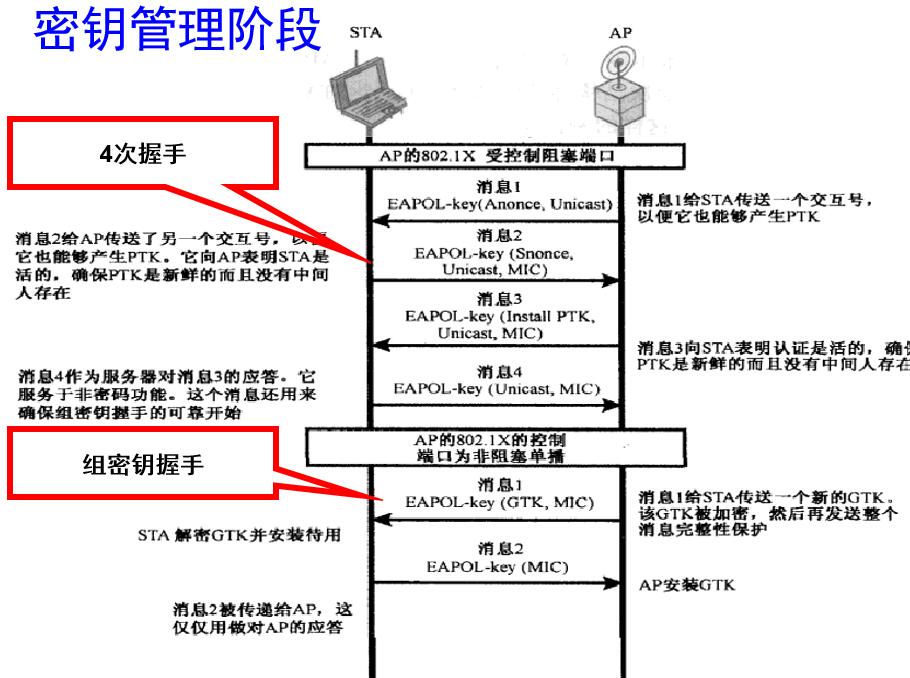 密钥管理阶段
STA
AP
4次握手
AP的802.1X 受控制阻塞端口
消息1
EAPOL-key(Anonce, Unicast)
消息1给STA传送一个交互号，
以便它也能够产生PTK
消息2
EAPOL-key (Snonce,
Unicast, MIC)
消息2给AP传送了另一个交互号，以便
它也能够产生PTK。它向AP表明STA是
活的，确保PTK是新鲜的而且没有中间
人存在
消息3
EAPOL-key (Install PTK,
Unicast, MIC)
消息3向STA表明认证是活的，确
PTK是新鲜的而且没有中间人存在
消息4
EAPOL-key (Unicast, MIC)
消息4作为服务器对消息3的应答。它
服务于非密码功能。这个消息还用来
确保组密钥握手的可靠开始
AP的802.1X的控制
端口为非阻塞单播
组密钥握手
消息1
EAPOL-key (GTK, MIC)
消息1给STA传送一个新的GTK。
该GTK被加密，然后再发送整个
消息完整性保护
STA 解密GTK并安装待用
消息2
EAPOL-key (MIC)
AP安装GTK
消息2被传递给AP，这
仅仅用做对AP的应答